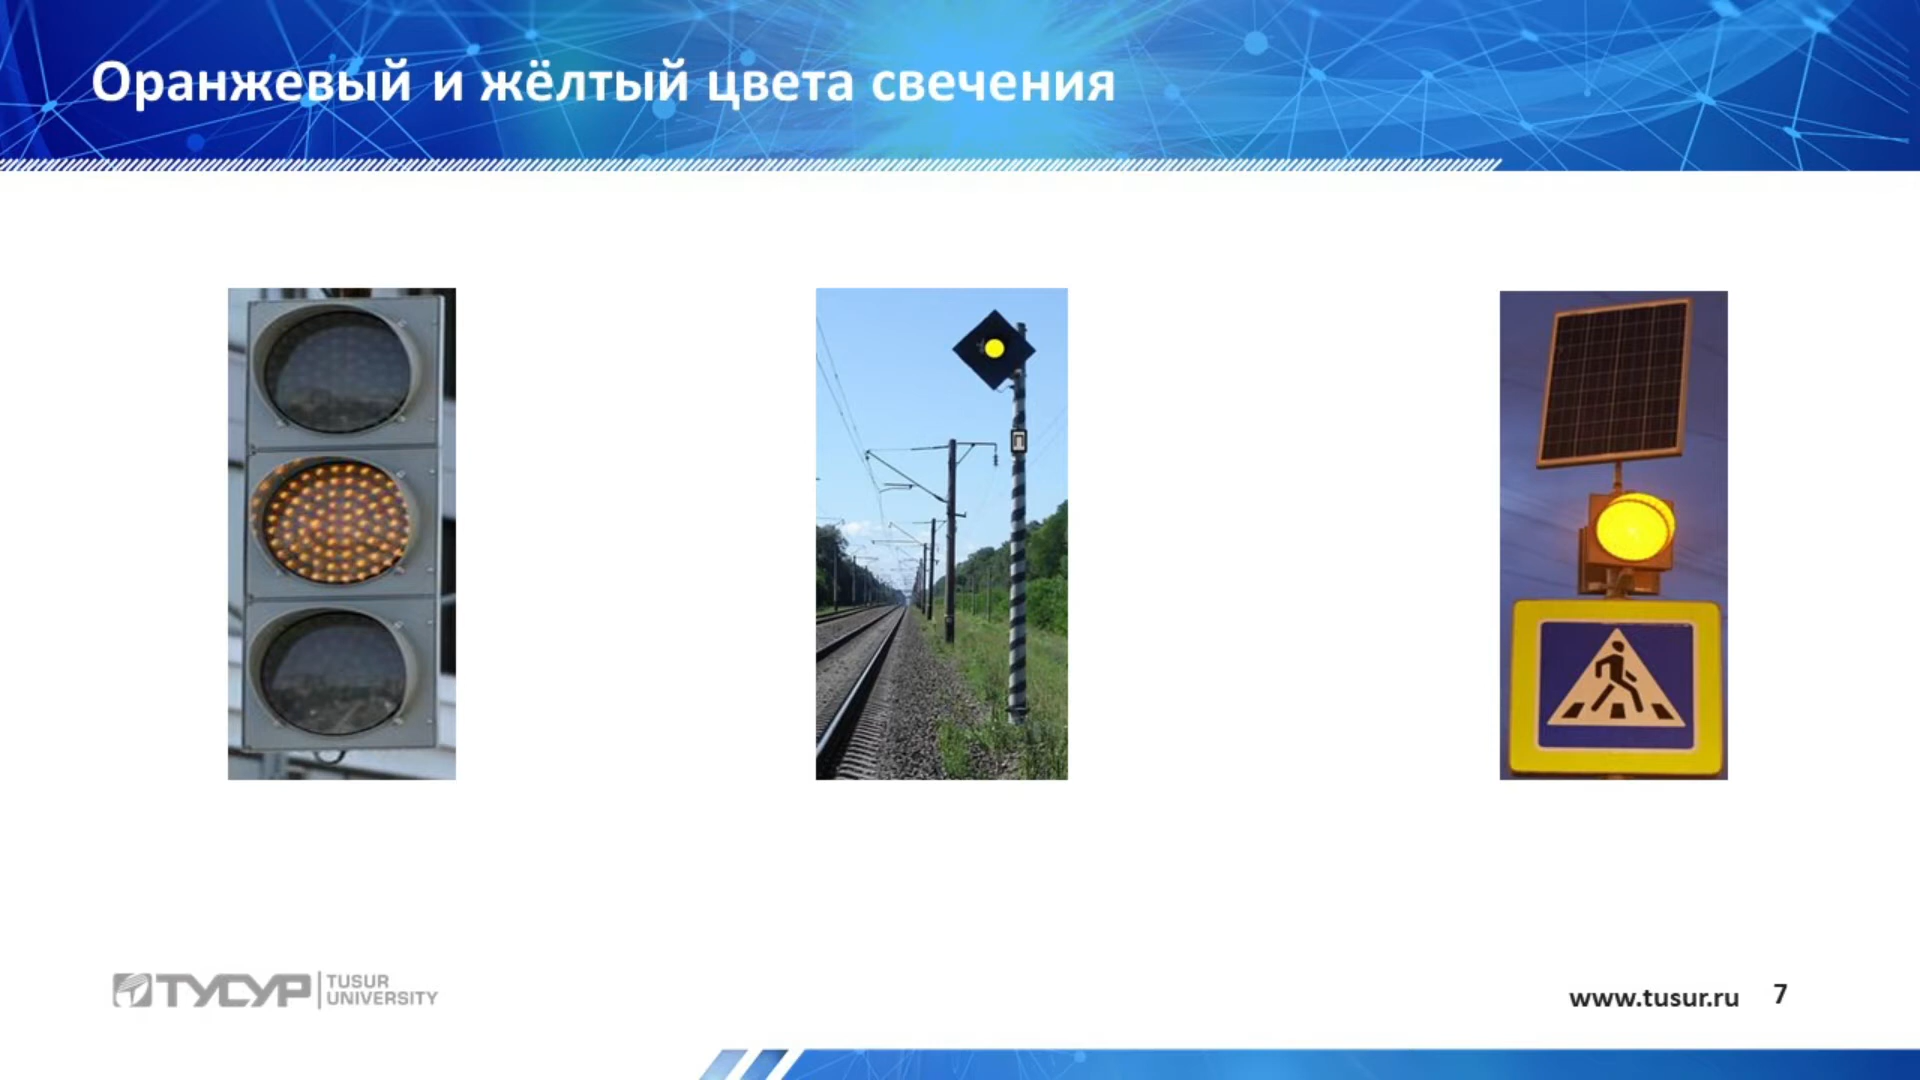 Оранжевый и жёлтый цвета свечения
П
ТУСУР
TUSUR
UNIVERSITY
www.tusur.ru
7